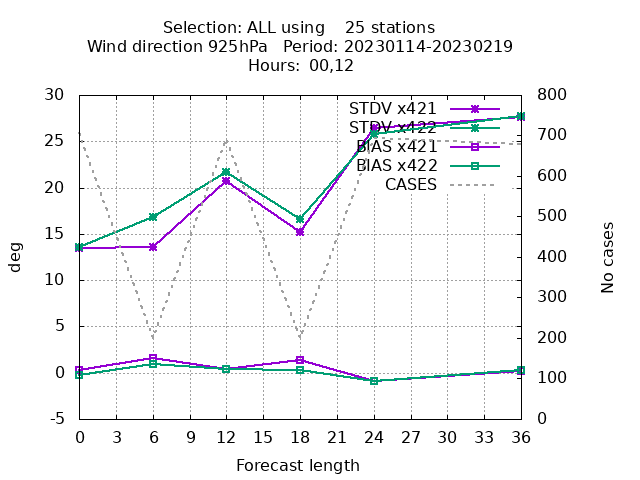 Selection: ALL using    25 stations
Wind direction 925hPa   Period: 20230114-20230219
Hours: 00,12
30
25
20
15
10
5
0
-5
deg
STDV x421
STDV x422
BIAS x421
BIAS x422
CASES
800
700
600
500
400
300
200
100
0
No cases
0 3 6 9 12 15 18 21 24 27 30 33 36
Forecast length